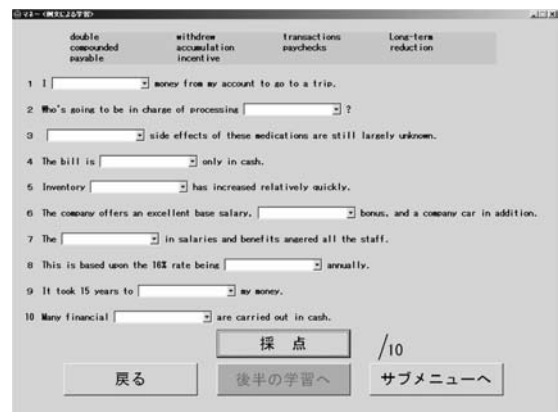 マネー <例文による学習>
double withdrew transactions Long-term
compounded accumulation paychecks reduction
payable incentive
1 I money from my account to go to a trip.
2 Who's going to be in charge of processing ?
3 side effects of these medications are still largely unknown.
4 The bill is only in cash.
5 Inventory has increased relatively quickly.
6 The company offers an excellent base salary, bonus, and a company car in addition.
7 The in salaries and benefits angered all the staff.
8 This is based upon the 16% rate being annually.
9 It took 15 years to my money.
10 Many financial are carried out in cash.
採 点 /10
戻る 後半の学習へ サブメニューへ